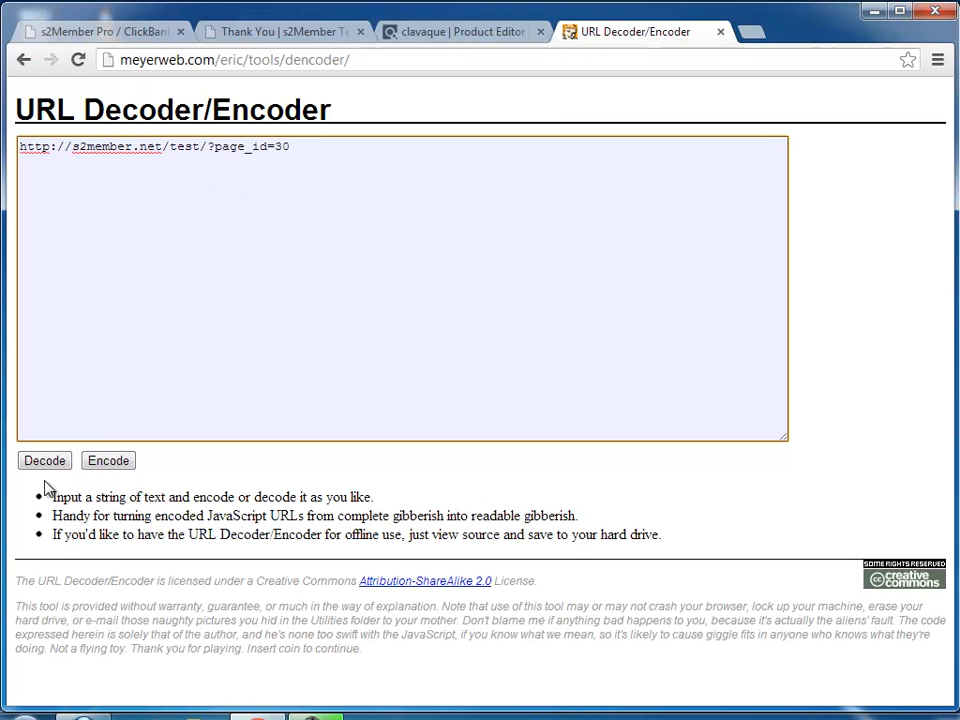 s2Member Pro / ClickBan
Thank You | s2Member Te
clavaque | Product Editor
URL Decoder/Encoder
meyerweb.com/eric/tools/dencoder/
URL Decoder/Encoder
http://s2member.net/test/?page_id=30
Decode
Encode
Input a string of text and encode or decode it as you like.
Handy for turning encoded JavaScript URLs from complete gibberish into readable gibberish.
If you'd like to have the URL Decoder/Encoder for offline use, just view source and save to your hard drive.
SOME RIGHTS RESERVED
creative commons
The URL Decoder/Encoder is licensed under a Creative Commons Attribution-ShareAlike 2.0 License.
This tool is provided without warranty, guarantee, or much in the way of explanation. Note that use of this tool may or may not crash your browser, lock up your machine, erase your
hard drive, or e-mail those naughty pictures you hid in the Utilities folder to your mother. Don't blame me if anything bad happens to you, because it's actually the aliens' fault. The code
expressed herein is solely that of the author, and he's none too swift with the JavaScript, if you know what we mean, so it's likely to cause giggle fits in anyone who knows what they're
doing. Not a flying toy. Thank you for playing. Insert coin to continue.